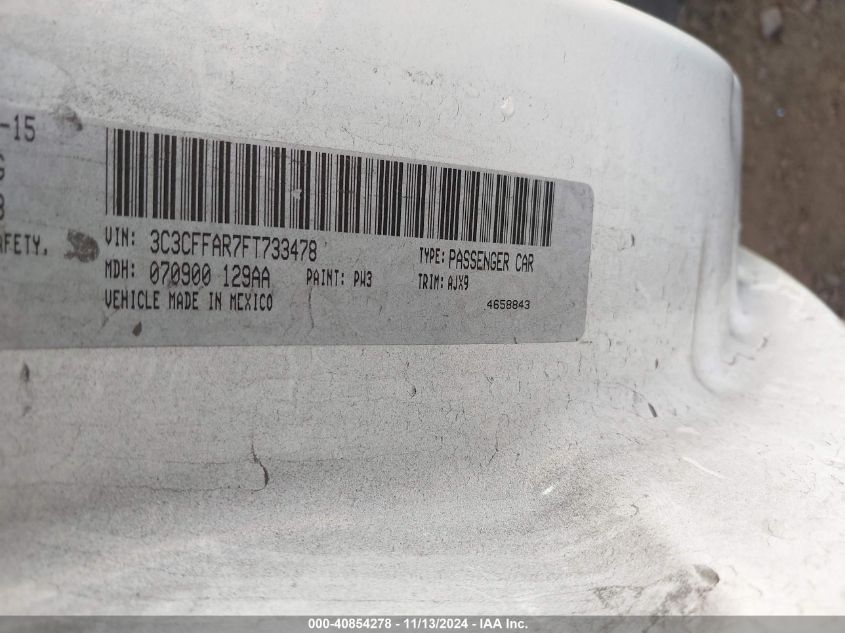 -15
AFETY.
VIN: 3C3CFFAR7FT733478
TYPE: PASSENGER CAR
MDH: 070900 129AA
PAINT: PW3
TRIM: AJX9
VEHICLE MADE IN MEXICO
4658843
000-40854278 - 11/13/2024 - IAA Inc.